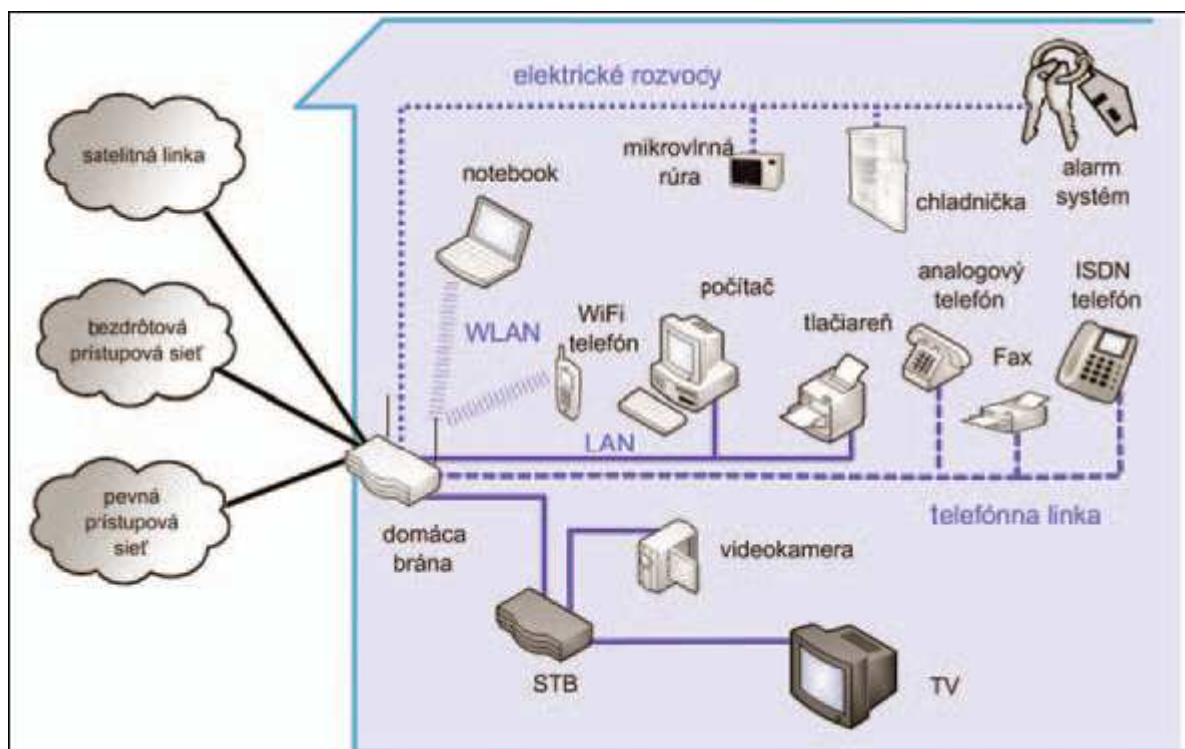 elektrické rozvody
satelitná linka
bezdrôtová
prístupová sieť
pevná
prístupová
sieť
notebook
mikrovlnná
rúra
chladnička
alarm
systém
WLAN
WiFi
telefón
počítač
tlačiareň
analogový
telefón
Fax
ISDN
telefón
LAN
telefónna linka
domáca
brána
videokamera
STB
TV